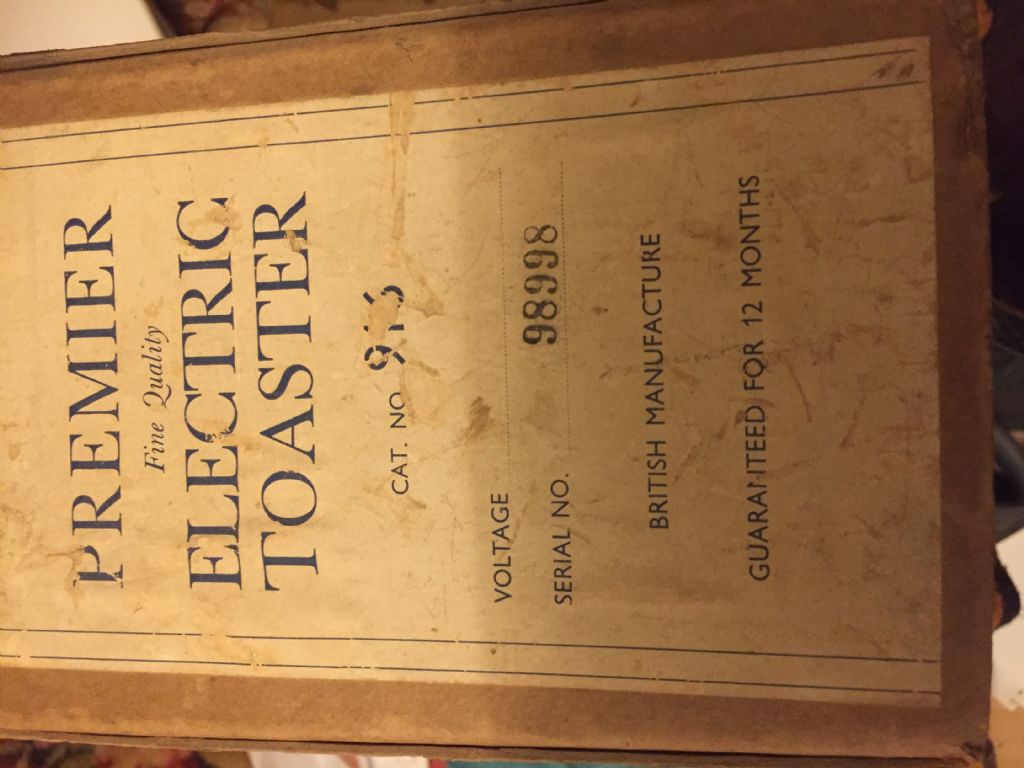 PREMIER
Fine Quality
ELECTRIC
TOASTER
CAT. NO.
VOLTAGE
SERIAL NO. 98998
BRITISH MANUFACTURE
GUARANTEED FOR 12 MONTHS